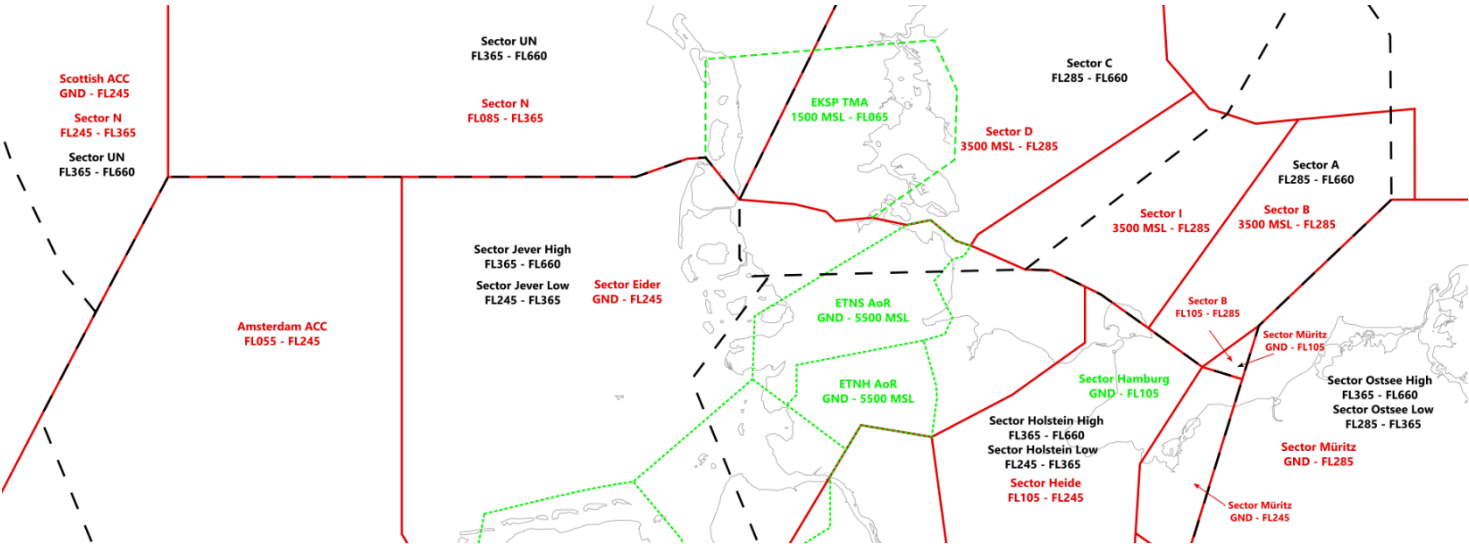 Sector UN
FL365 - FL660
Scottish ACC
GND - FL245
Sector N
FL245 - FL365
Sector UN
FL365 - FL660
Sector N
FL085 - FL365
EKSP TMA
1500 MSL - FL065
Sector C
FL285 - FL660
Sector D
3500 MSL - FL285
Sector A
FL285 - FL660
Sector I
3500 MSL - FL285
Sector B
3500 MSL - FL285
Sector Jever High
FL365 - FL660
Sector Jever Low
FL245 - FL365
Sector Eider
GND - FL245
Amsterdam ACC
FL055 - FL245
ETNS AoR
GND - 5500 MSL
Sector B
FL105 - FL285
Sector Müritz
GND - FL105
ETNH AoR
GND - 5500 MSL
Sector Hamburg
GND - FL105
Sector Ostsee High
FL365 - FL660
Sector Ostsee Low
FL285 - FL365
Sector Holstein High
FL365 - FL660
Sector Holstein Low
FL245 - FL365
Sector Heide
FL105 - FL245
Sector Müritz
GND - FL285
Sector Müritz
GND - FL245